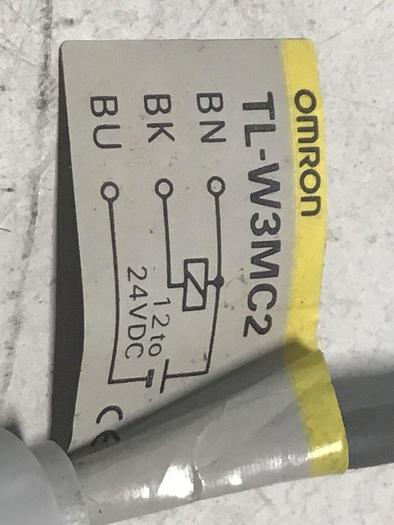 OMRON
TL-W3MC2
BN
BK
BU
12 to
24VDC
CE